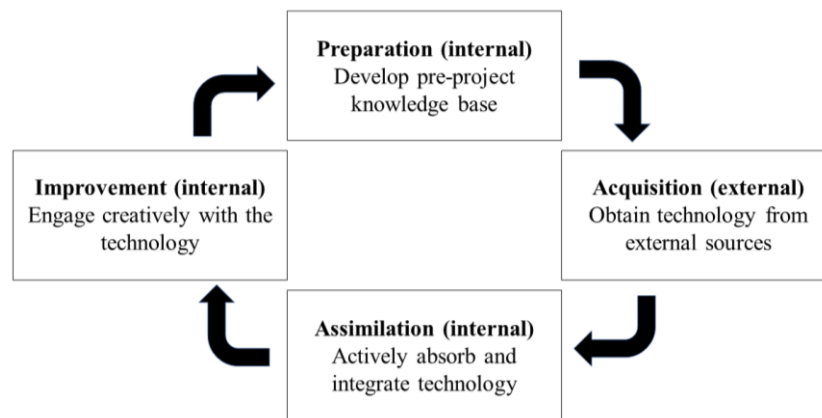 Preparation (internal)
Develop pre-project
knowledge base
Improvement (internal)
Engage creatively with the
technology
Acquisition (external)
Obtain technology from
external sources
Assimilation (internal)
Actively absorb and
integrate technology